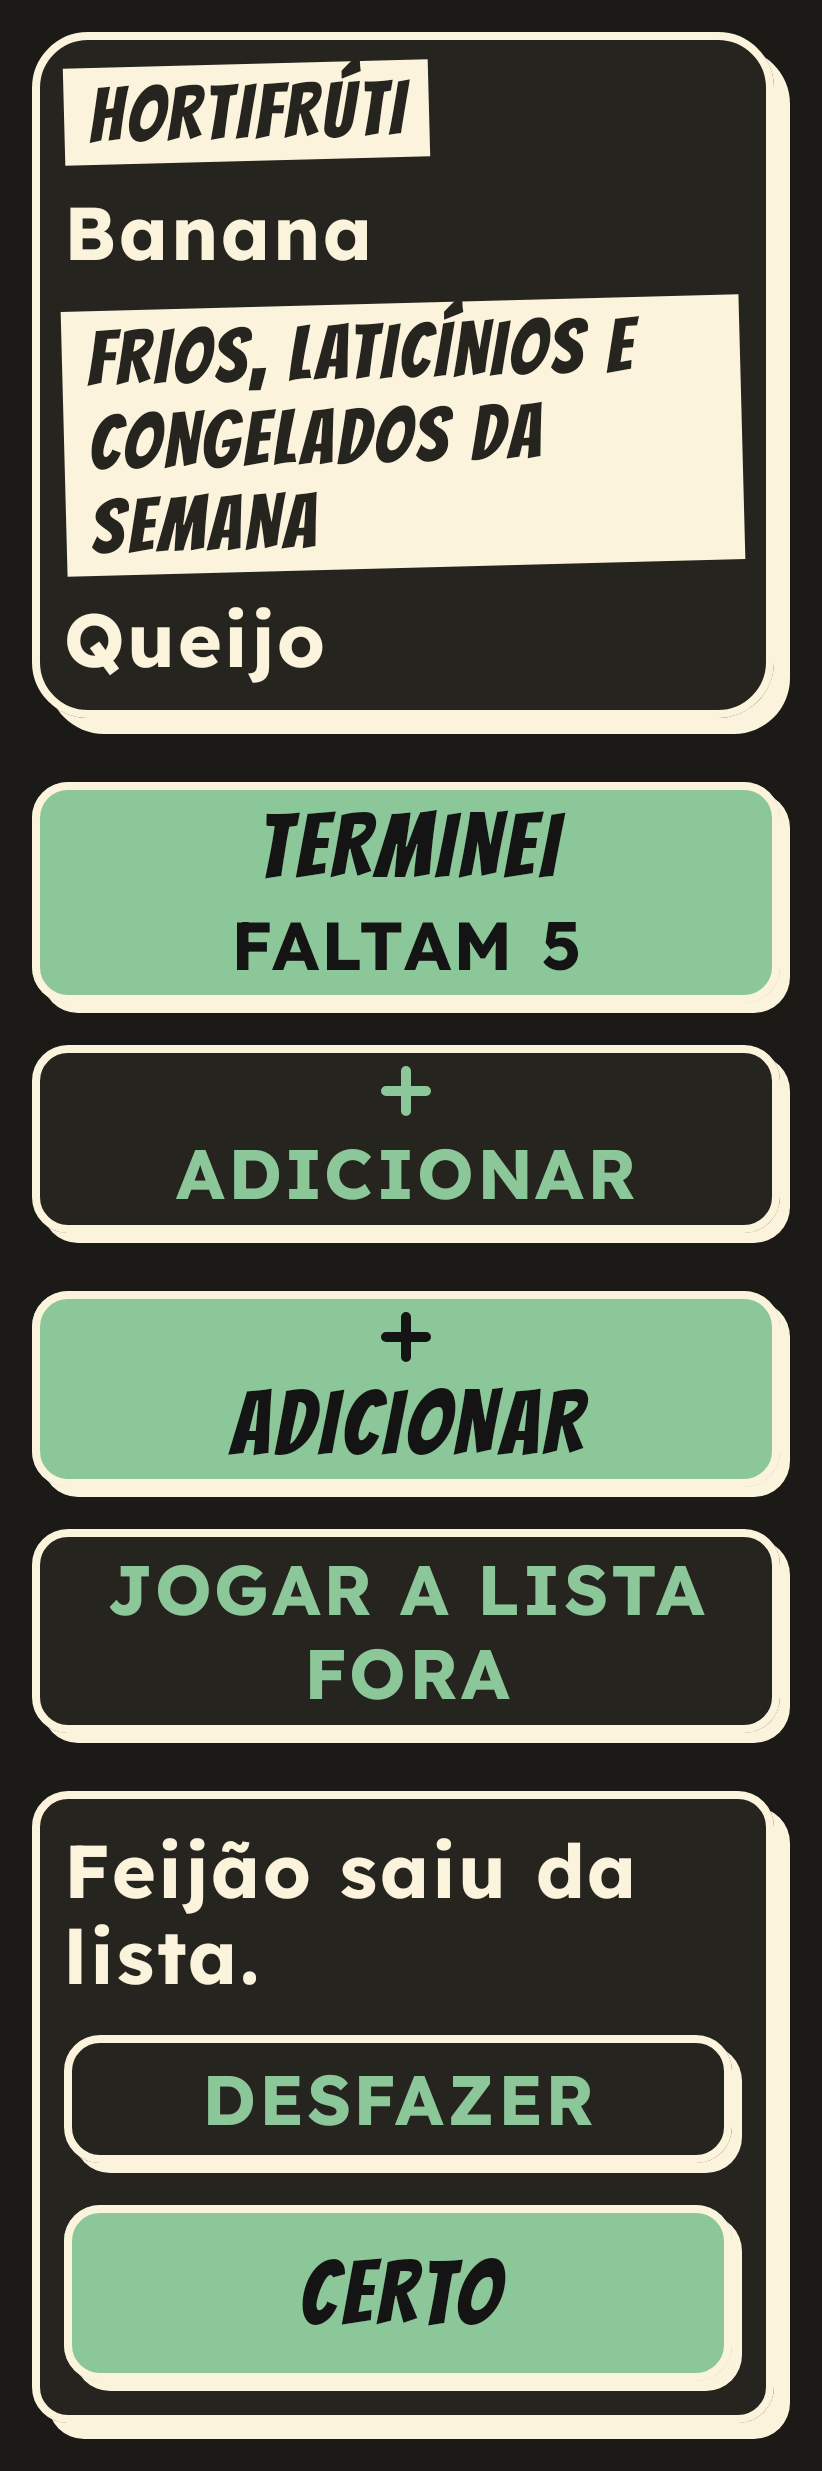 HORTIFRÚTI
Banana
FRIOS, LATICÍNIOS E
CONGELADOS DA
SEMANA
Queijo
TERMINEI
FALTAM 5
+
ADICIONAR
+
ADICIONAR
JOGAR A LISTA
FORA
Feijão saiu da
lista.
DESFAZER
CERTO